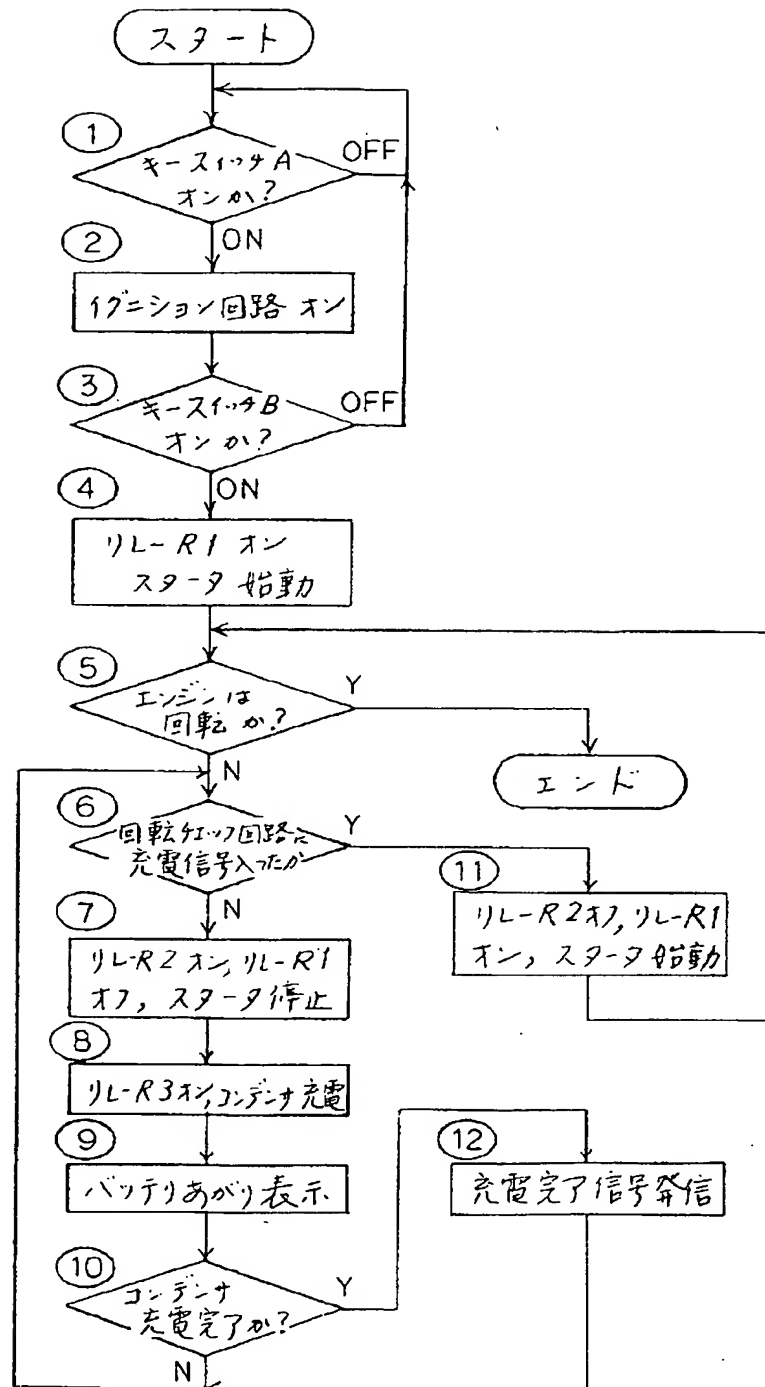 スタート
①
キースイッチA
オンか?
OFF
ON
②
イグニション回路 オン
③
キースイッチB
オンか?
OFF
ON
④
リレーR1 オン
スタータ 始動
⑤
エンジンは
回転か?
Y
N
エンド
⑥
回転チェック回路に
充電信号入ったか
Y
N
⑪
リレーR2オフ,リレーR1
オン, スタータ始動
⑦
リレーR2 オン,リレーR1
オフ, スタータ停止
⑧
リレーR3オン,コンデンサ充電
⑨
バッテリあがり表示
⑩
コンデンサ
充電完了か?
Y
N
⑫
充電完了信号発信